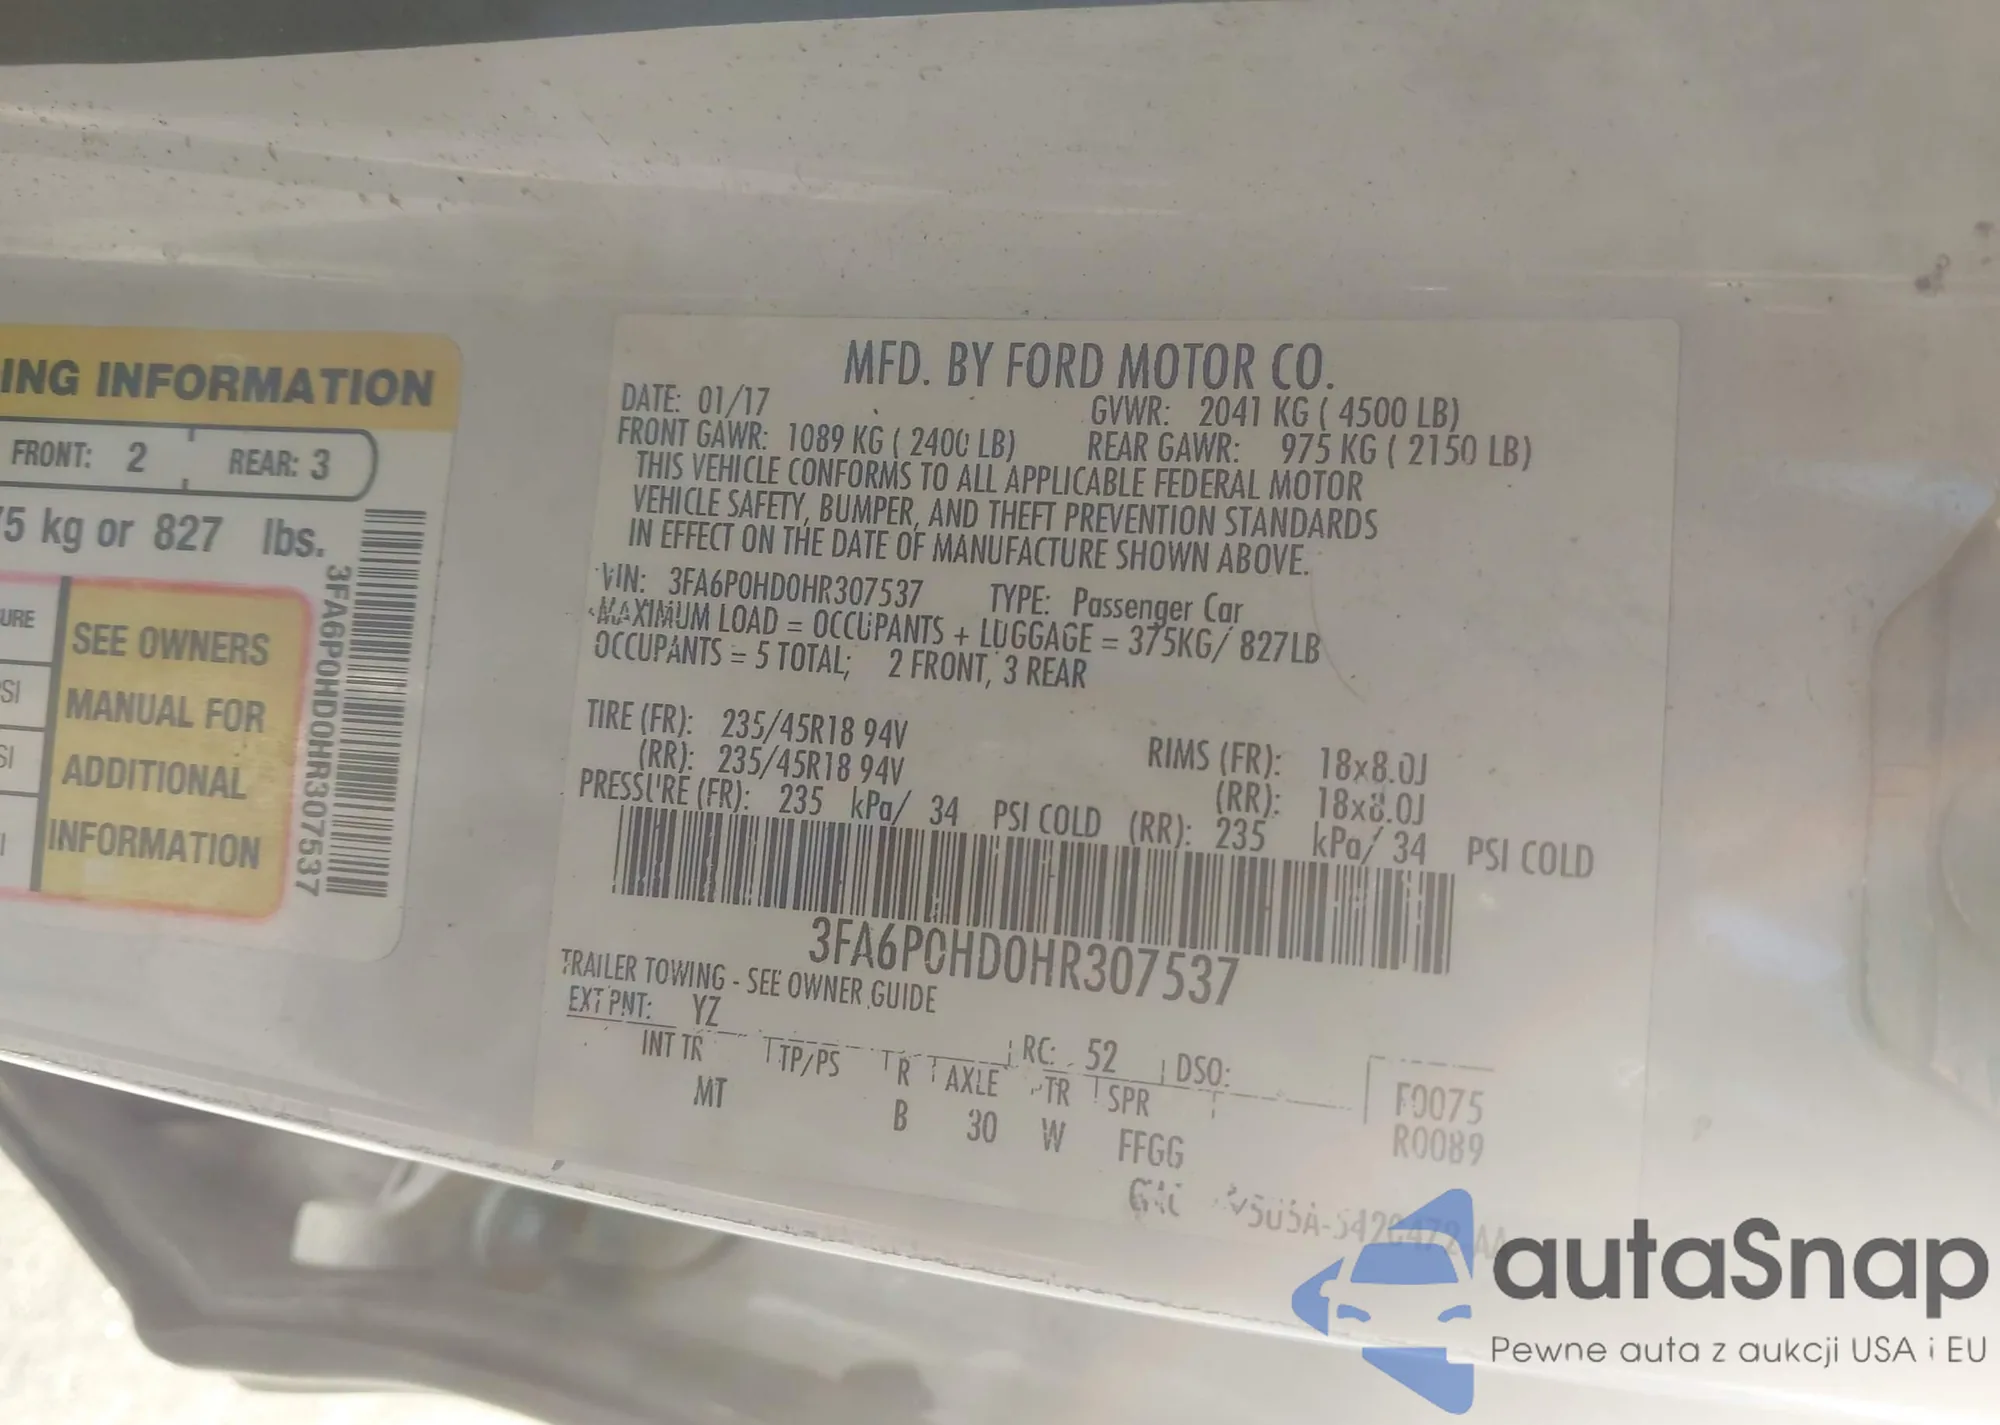 ING INFORMATION
FRONT: 2 REAR: 3
5 kg or 827 lbs.
URE
SI
SI
I
SEE OWNERS
MANUAL FOR
ADDITIONAL
INFORMATION
3FA6P0HD0HR307537
MFD. BY FORD MOTOR CO.
DATE: 01/17 GVWR: 2041 KG ( 4500 LB)
FRONT GAWR: 1089 KG ( 2400 LB) REAR GAWR: 975 KG ( 2150 LB)
THIS VEHICLE CONFORMS TO ALL APPLICABLE FEDERAL MOTOR
VEHICLE SAFETY, BUMPER, AND THEFT PREVENTION STANDARDS
IN EFFECT ON THE DATE OF MANUFACTURE SHOWN ABOVE.
VIN: 3FA6P0HD0HR307537 TYPE: Passenger Car
MAXIMUM LOAD = OCCUPANTS + LUGGAGE = 375KG/ 827LB
OCCUPANTS = 5 TOTAL; 2 FRONT, 3 REAR
TIRE (FR): 235/45R18 94V RIMS (FR): 18x8.0J
(RR): 235/45R18 94V (RR): 18x8.0J
PRESSURE (FR): 235 kPa/ 34 PSI COLD (RR): 235 kPa/ 34 PSI COLD
3FA6P0HD0HR307537
TRAILER TOWING - SEE OWNER GUIDE
EXT PNT: YZ RC: 52 DSO:
INT TR TP/PS R AXLE TR SPR F0075
MT B 30 W FFGG R0089
autaSnap
Pewne auta z aukcji USA i EU